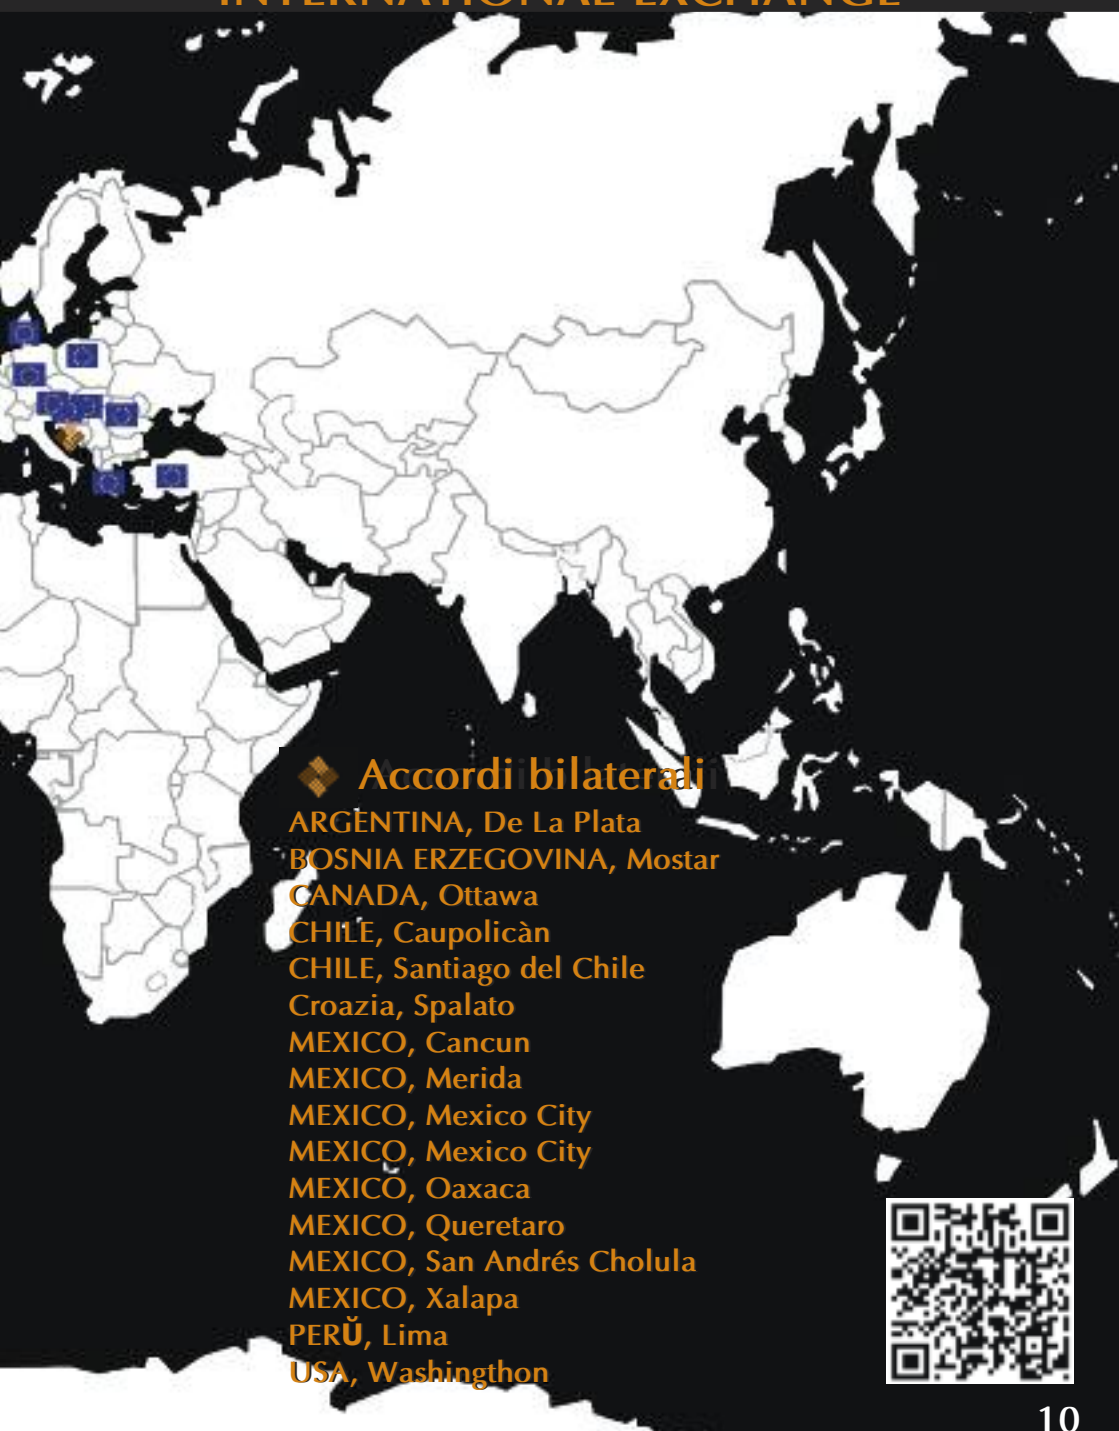 INTERNATIONAL EXCHANGE
Accordi bilaterali
ARGENTINA, De La Plata
BOSNIA ERZEGOVINA, Mostar
CANADA, Ottawa
CHILE, Caupolicàn
CHILE, Santiago del Chile
Croazia, Spalato
MEXICO, Cancun
MEXICO, Merida
MEXICO, Mexico City
MEXICO, Mexico City
MEXICO, Oaxaca
MEXICO, Queretaro
MEXICO, San Andrés Cholula
MEXICO, Xalapa
PERŬ, Lima
USA, Washingthon
10